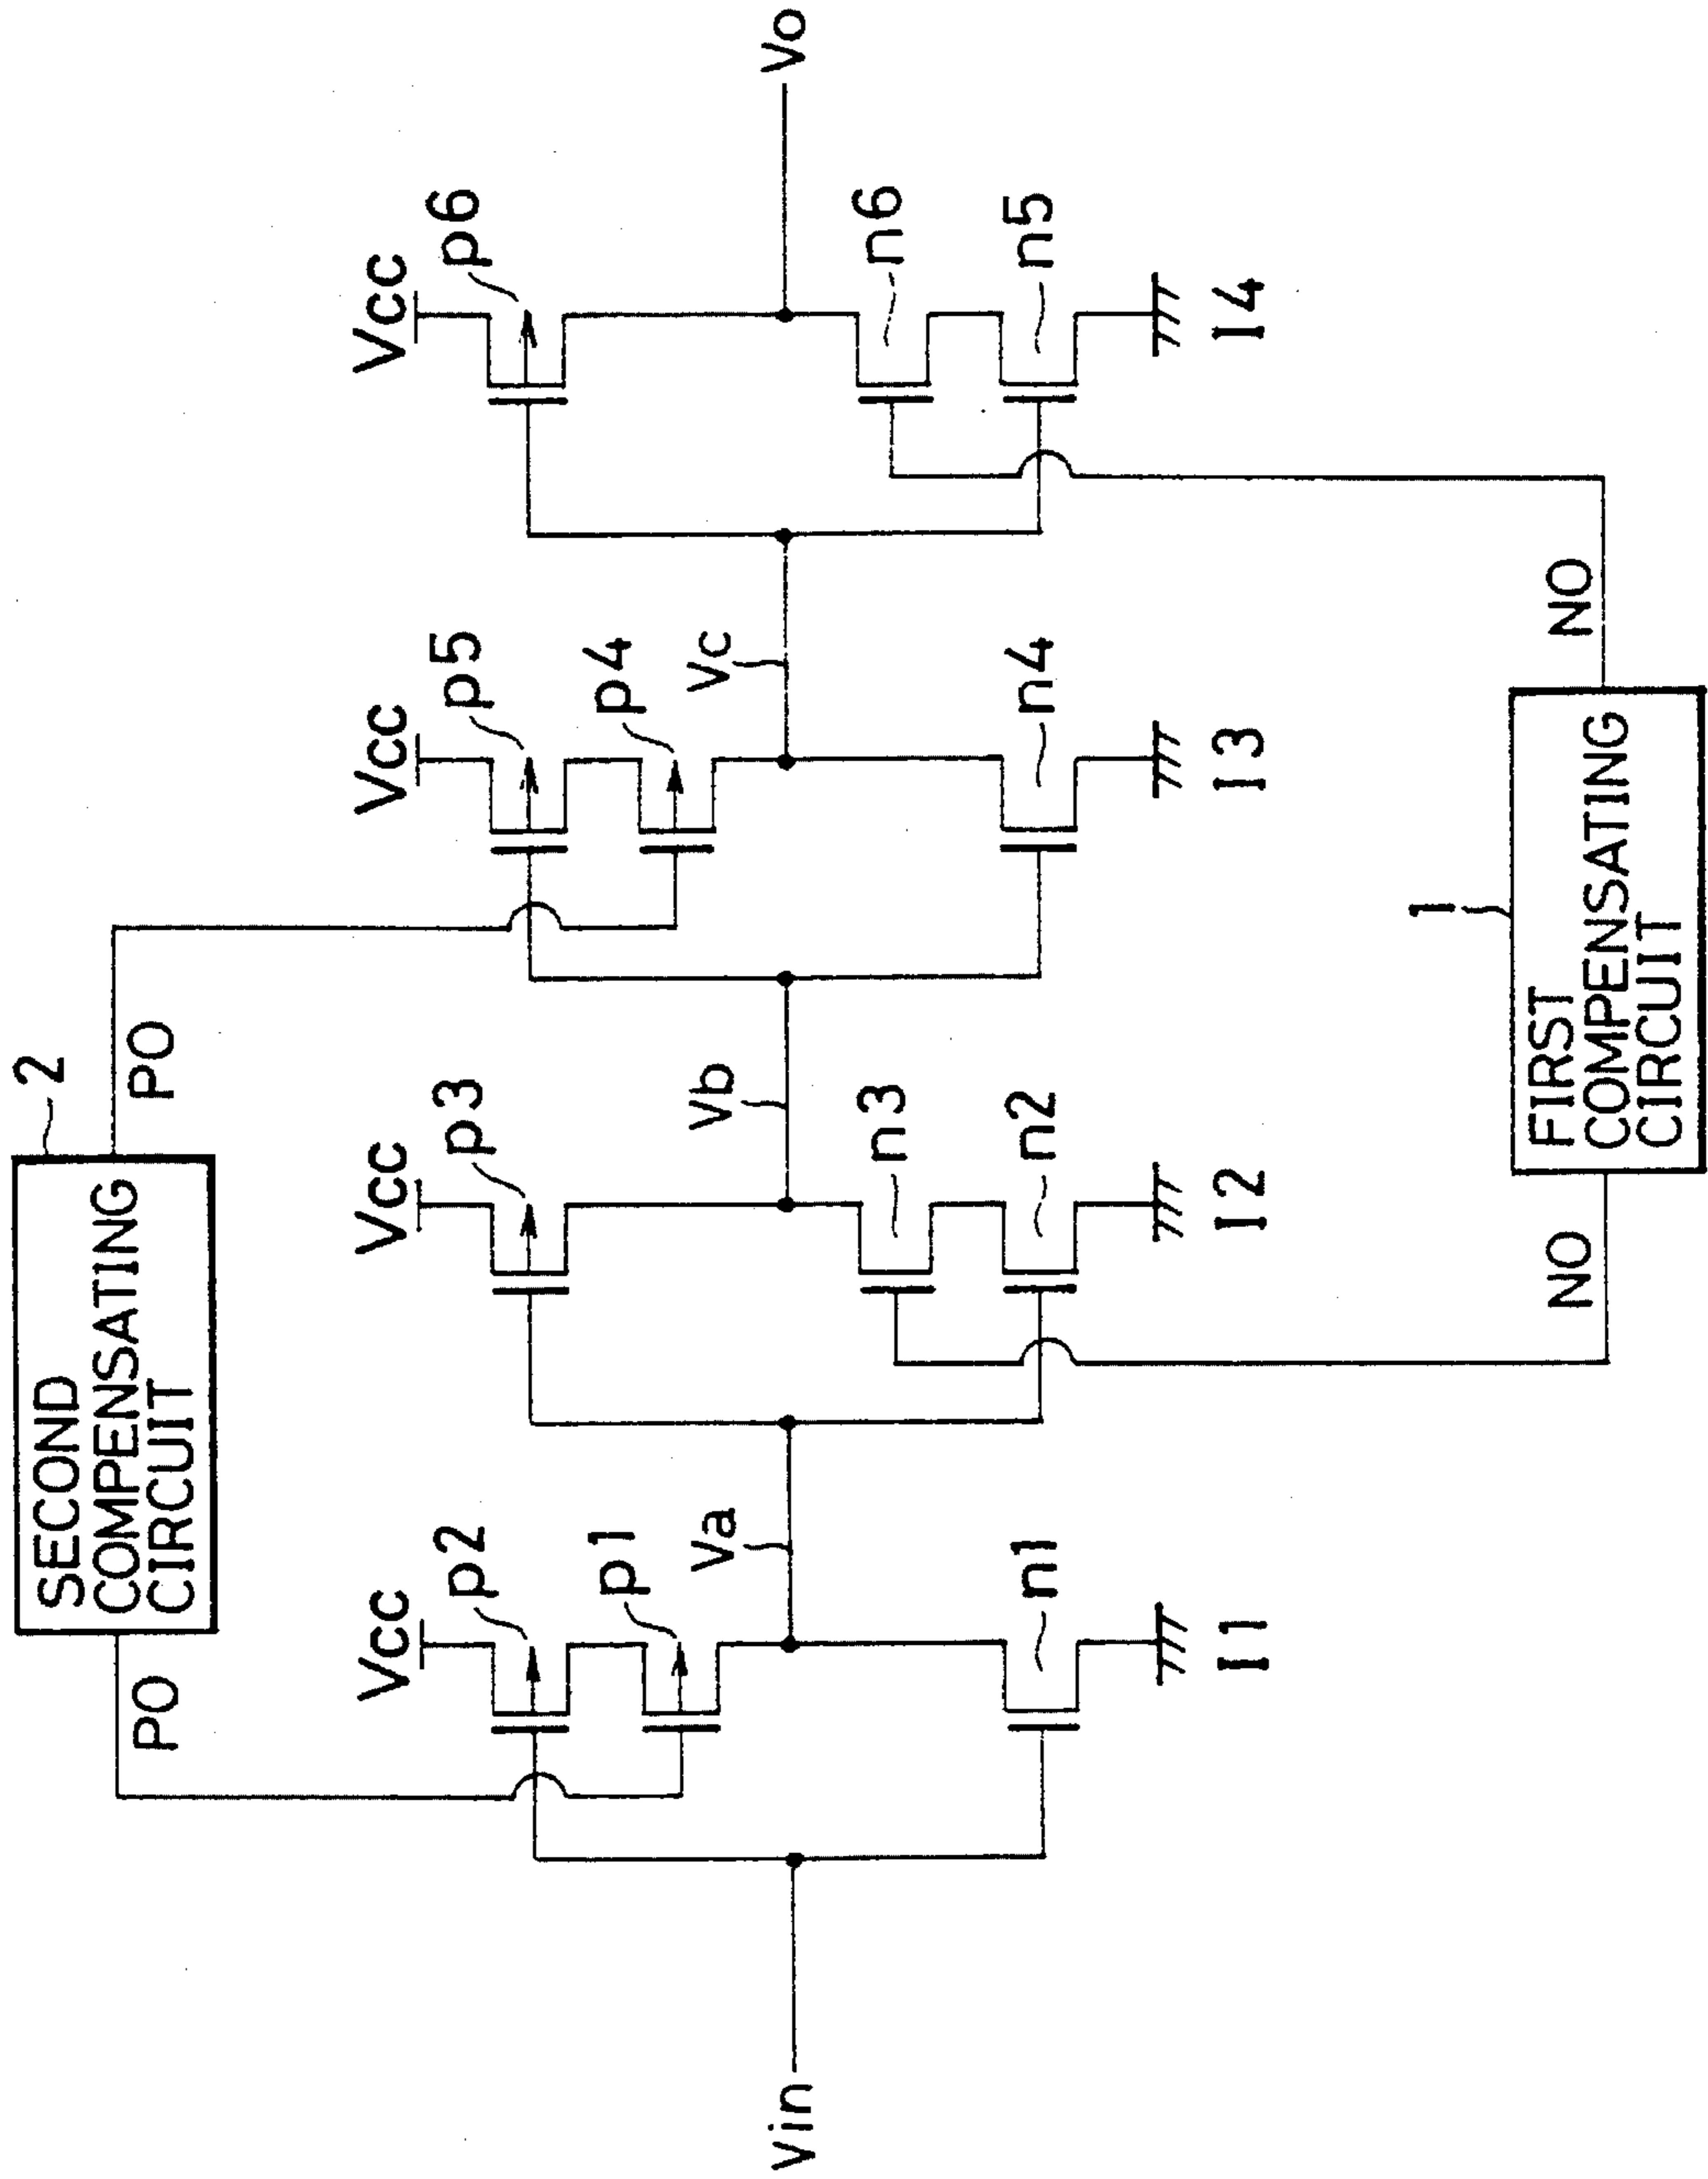 SECOND
COMPENSATING
CIRCUIT
2
PO
PO
Vcc
p2
p1
Va
n1
I1
Vcc
p3
Vb
n3
n2
I2
Vcc
p5
p4
Vc
n4
I3
Vcc
p6
n6
n5
I4
Vin
Vo
NO
NO
1
FIRST
COMPENSATING
CIRCUIT